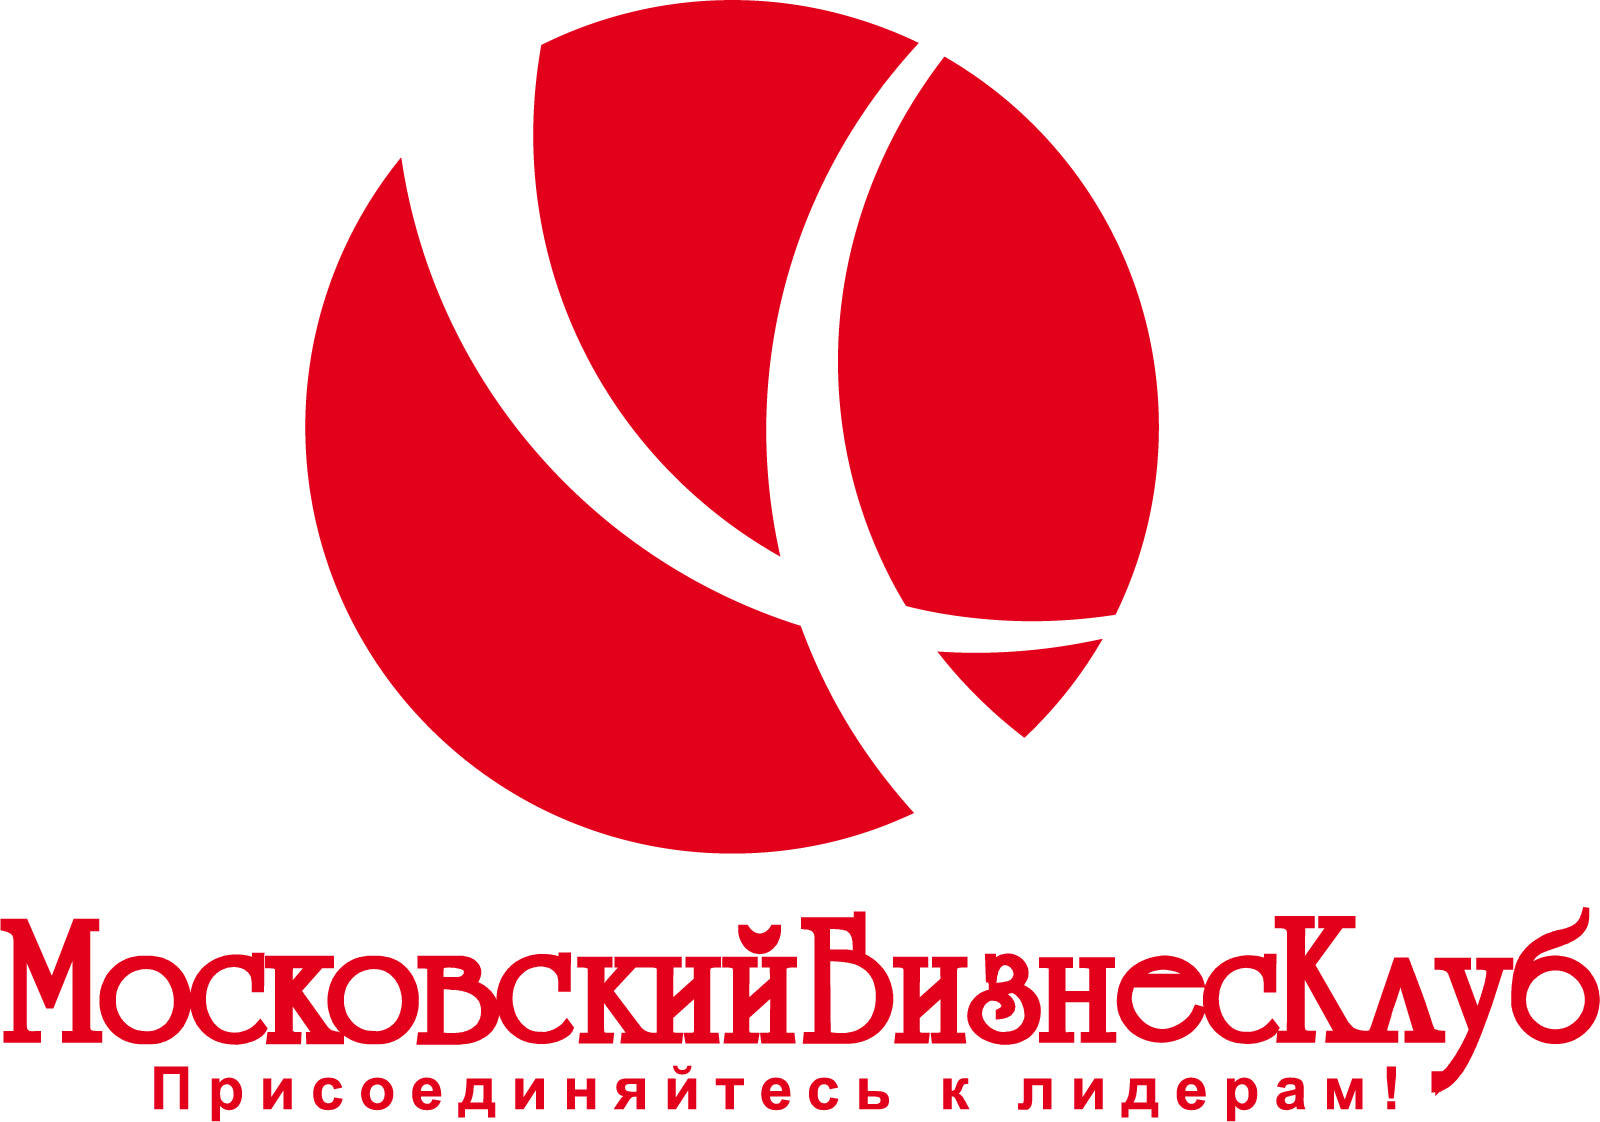 МосковскийБизнесКлуб
Присоединяйтесь к лидерам!